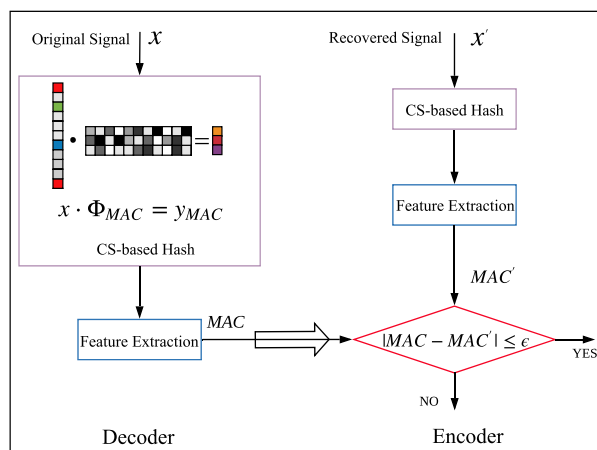 Original Signal x
x · Φ_MAC = y_MAC
CS-based Hash
Feature Extraction
MAC
Decoder
Recovered Signal x′
CS-based Hash
Feature Extraction
MAC′
|MAC − MAC′| ≤ ϵ
YES
NO
Encoder